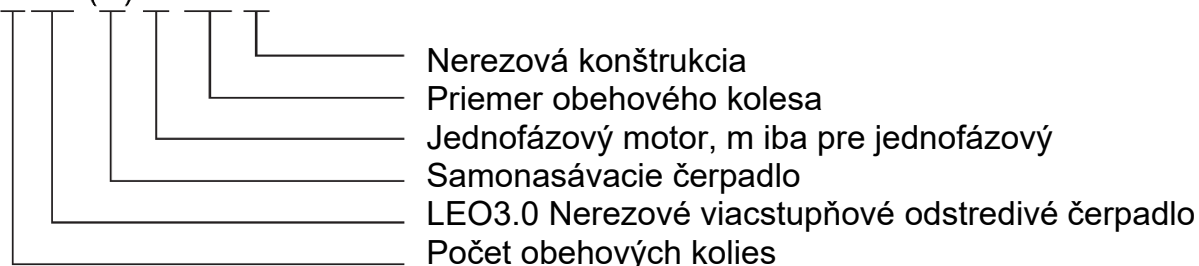 Nerezová konštrukcia
Priemer obehového kolesa
Jednofázový motor, m iba pre jednofázový
Samonasávacie čerpadlo
LEO3.0 Nerezové viacstupňové odstredivé čerpadlo
Počet obehových kolies